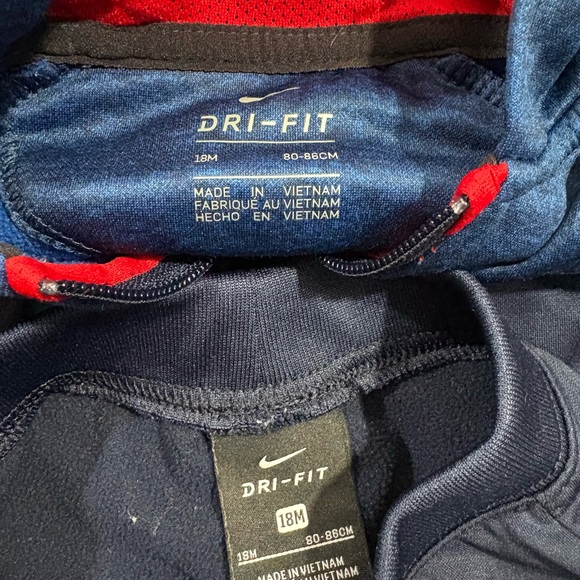 DRI-FIT
18M 80-86CM
MADE IN VIETNAM
FABRIQUÉ AU VIETNAM
HECHO EN VIETNAM
DRI-FIT
18M
18M 80-86CM
MADE IN VIETNAM